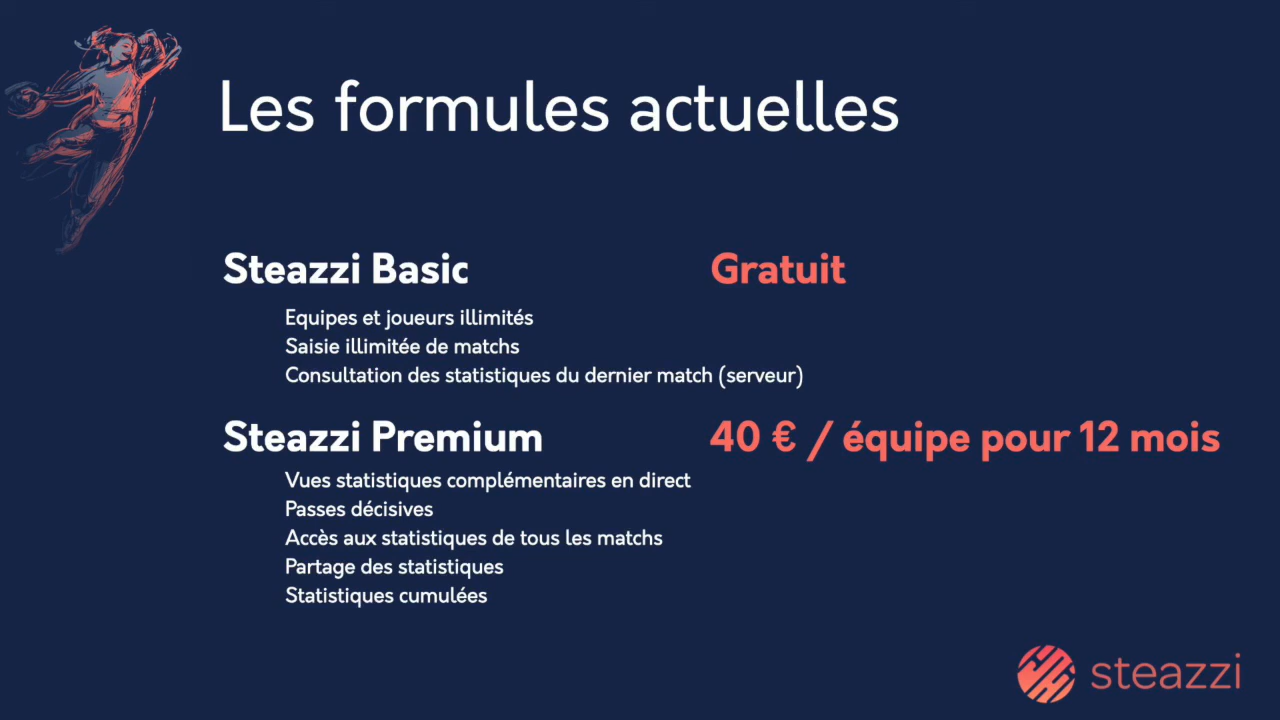 Les formules actuelles
Steazzi Basic
Gratuit
Equipes et joueurs illimités
Saisie illimitée de matchs
Consultation des statistiques du dernier match (serveur)
Steazzi Premium
40 € / équipe pour 12 mois
Vues statistiques complémentaires en direct
Passes décisives
Accès aux statistiques de tous les matchs
Partage des statistiques
Statistiques cumulées
steazzi